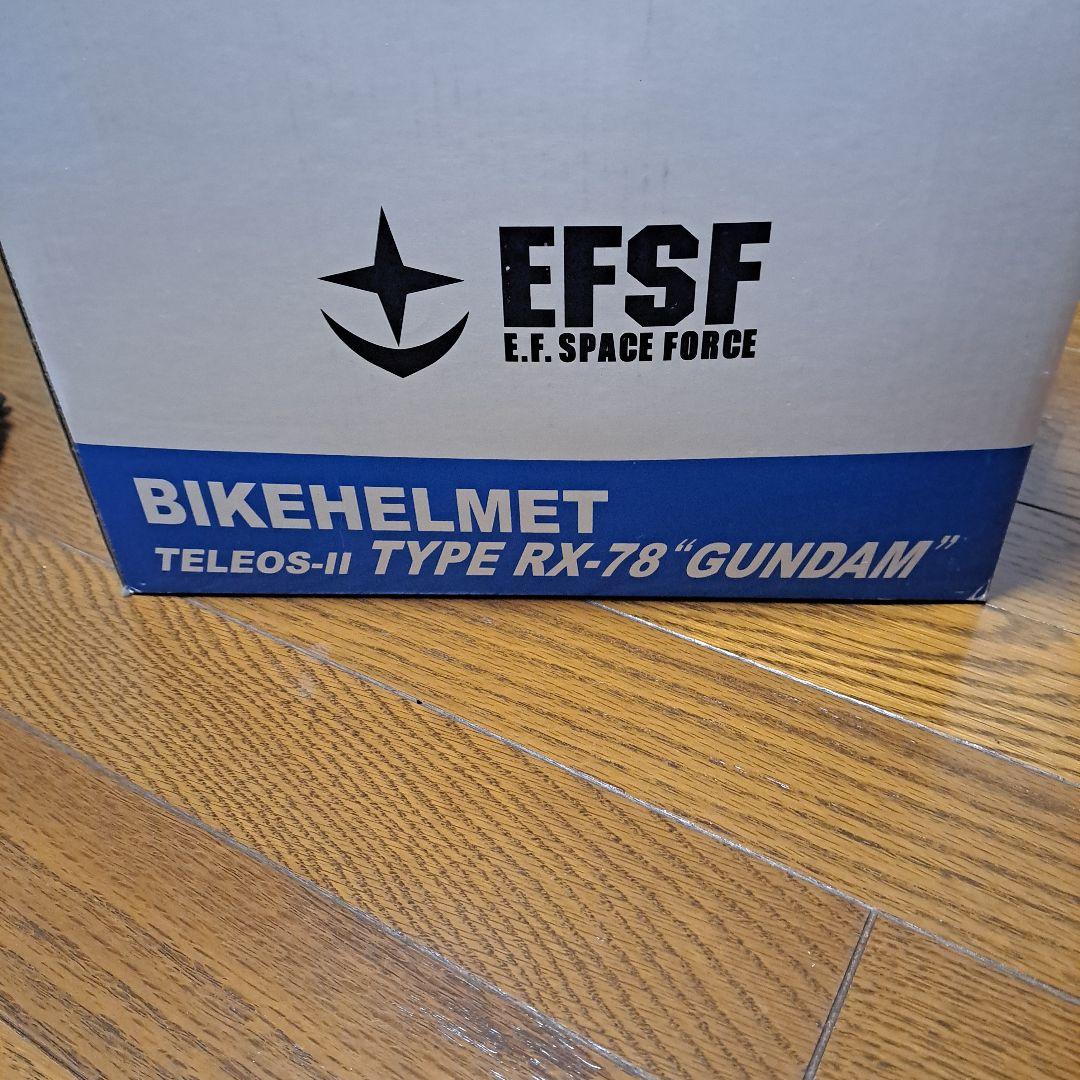 EFSF
E.F. SPACE FORCE
BIKEHELMET
TELEOS-II TYPE RX-78 “GUNDAM”